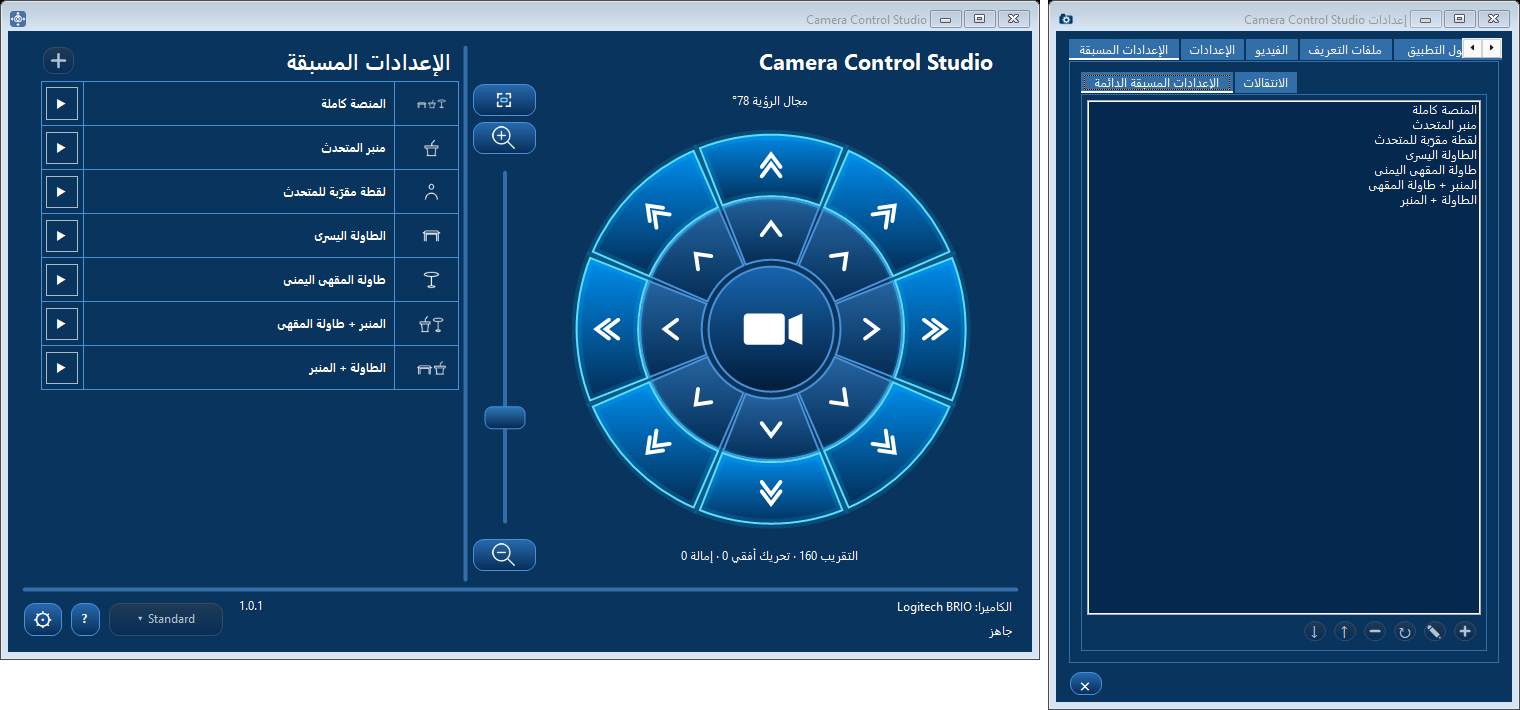 Camera Control Studio
Camera Control Studio
مجال الرؤية 78°
التقريب 160 · تحريك أفقي 0 · إمالة 0
الإعدادات المسبقة
المنصة كاملة
منبر المتحدث
لقطة مقرّبة للمتحدث
الطاولة اليسرى
طاولة المقهى اليمنى
المنبر + طاولة المقهى
الطاولة + المنبر
الكاميرا: Logitech BRIO
جاهز
1.0.1
Standard
?
إعدادات Camera Control Studio
الإعدادات المسبقة
الإعدادات
الفيديو
ملفات التعريف
ول التطبيق
الإعدادات المسبقة الدائمة
الانتقالات
المنصة كاملة
منبر المتحدث
لقطة مقرّبة للمتحدث
الطاولة اليسرى
طاولة المقهى اليمنى
المنبر + طاولة المقهى
الطاولة + المنبر